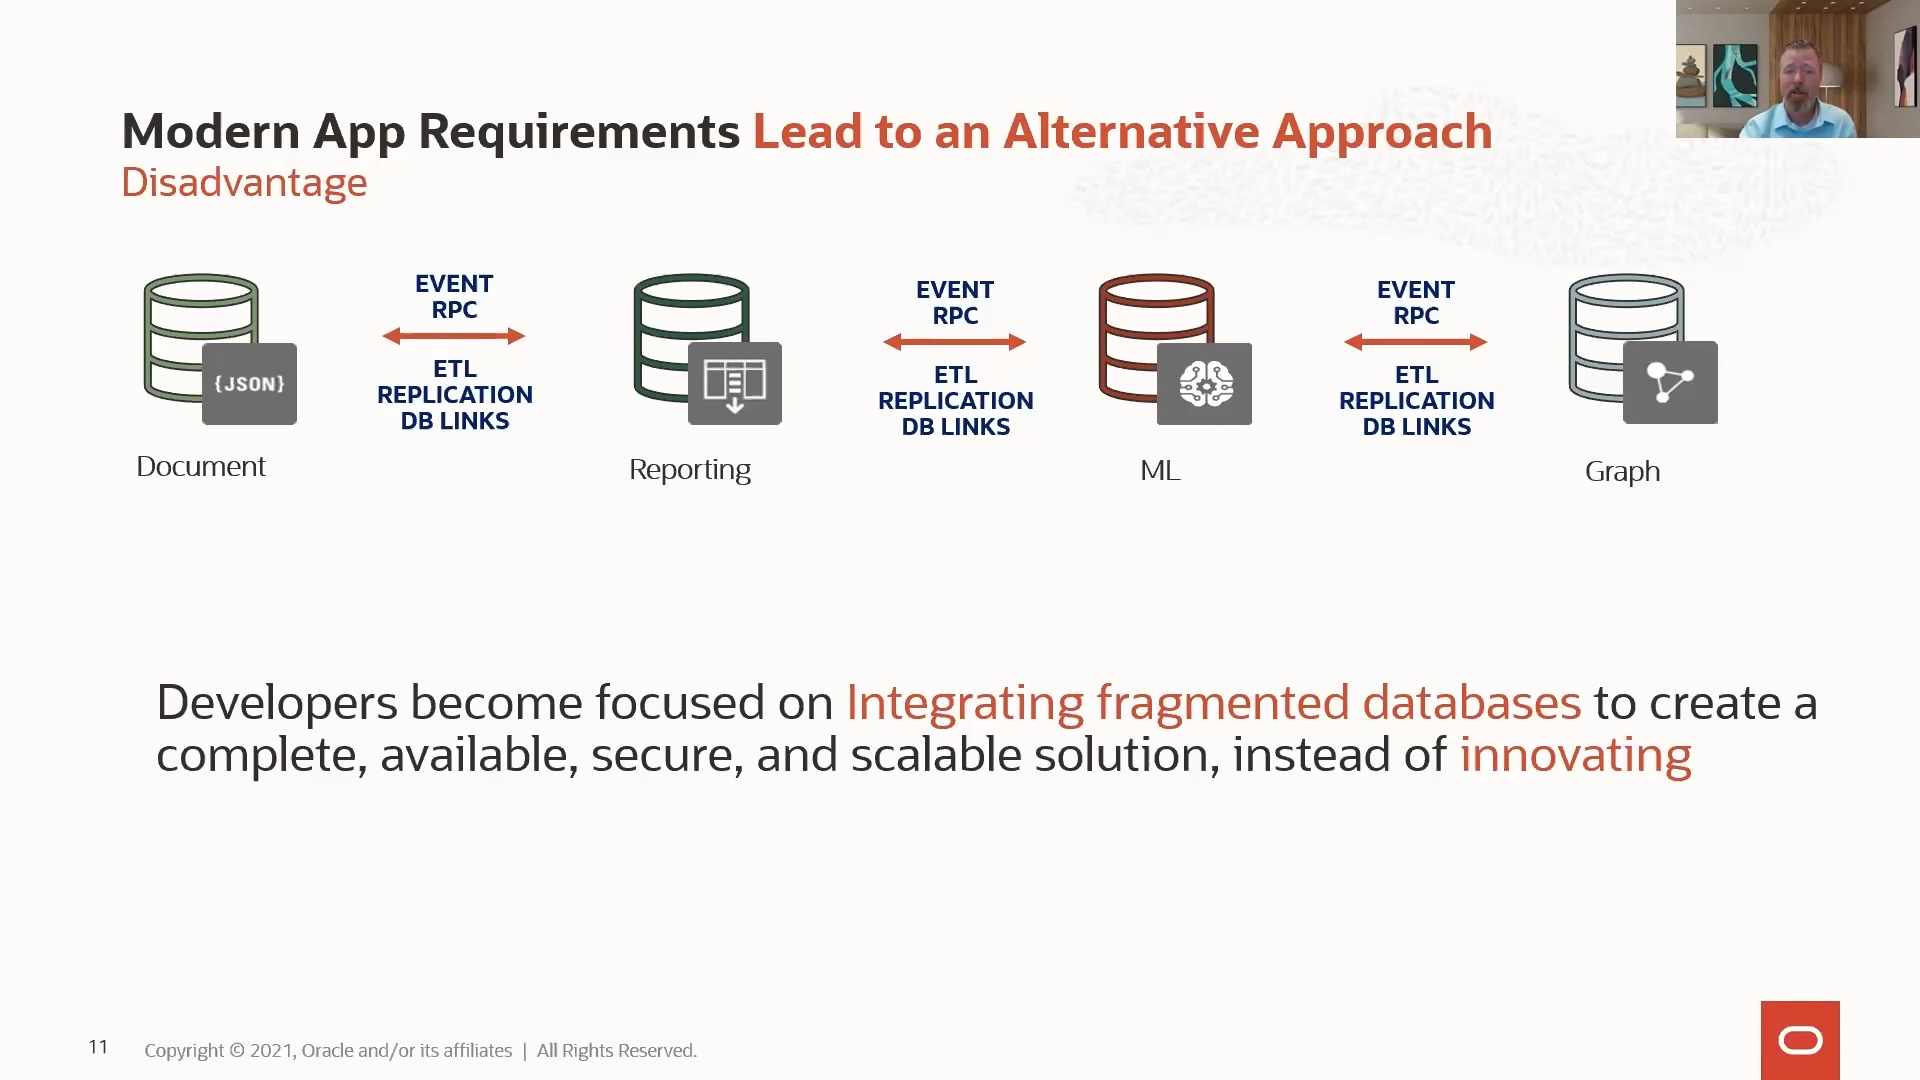 Modern App Requirements Lead to an Alternative Approach
Disadvantage
EVENT
RPC
ETL
REPLICATION
DB LINKS
EVENT
RPC
ETL
REPLICATION
DB LINKS
EVENT
RPC
ETL
REPLICATION
DB LINKS
{JSON}
Document
Reporting
ML
Graph
Developers become focused on Integrating fragmented databases to create a
complete, available, secure, and scalable solution, instead of innovating
11
Copyright © 2021, Oracle and/or its affiliates | All Rights Reserved.